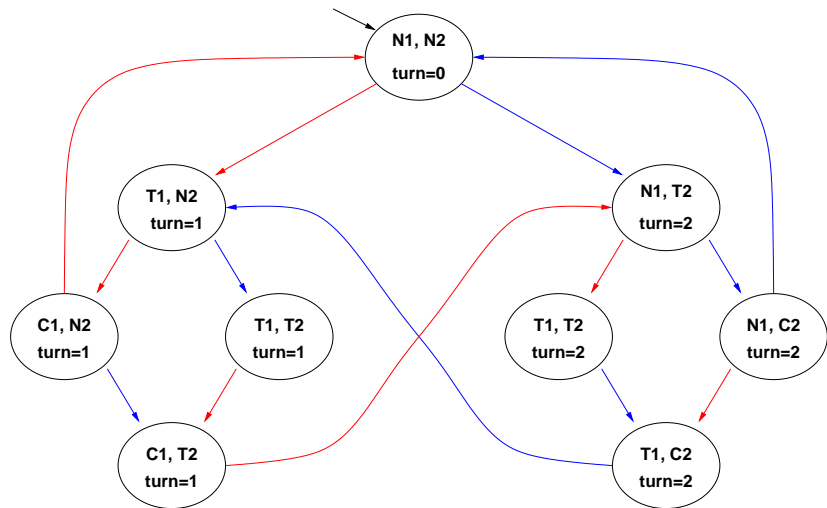 N1, N2
turn=0
T1, N2
turn=1
N1, T2
turn=2
C1, N2
turn=1
T1, T2
turn=1
T1, T2
turn=2
N1, C2
turn=2
C1, T2
turn=1
T1, C2
turn=2